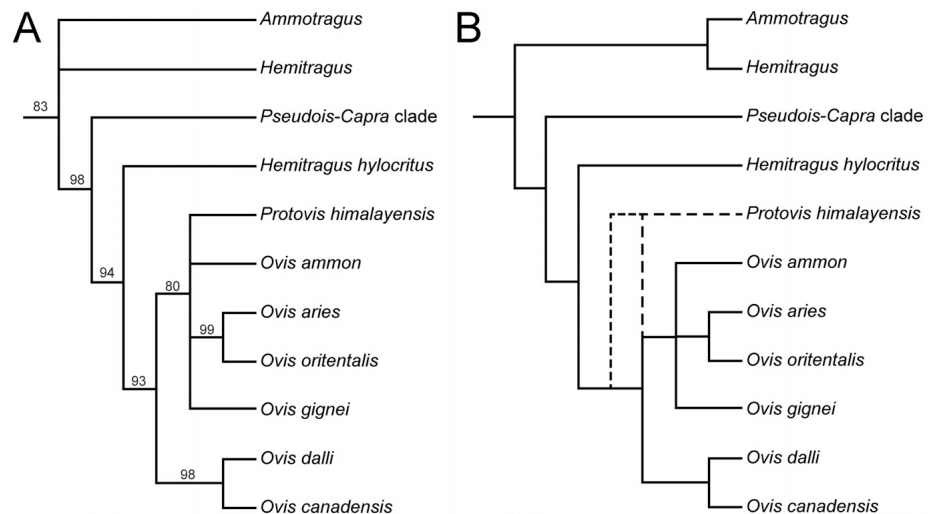 A
Ammotragus
Hemitragus
83
Pseudois-Capra clade
98
Hemitragus hylocritus
Protovis himalayensis
94
Ovis ammon
80
Ovis aries
99
Ovis oritentalis
93
Ovis gignei
Ovis dalli
98
Ovis canadensis
B
Ammotragus
Hemitragus
Pseudois-Capra clade
Hemitragus hylocritus
Protovis himalayensis
Ovis ammon
Ovis aries
Ovis oritentalis
Ovis gignei
Ovis dalli
Ovis canadensis